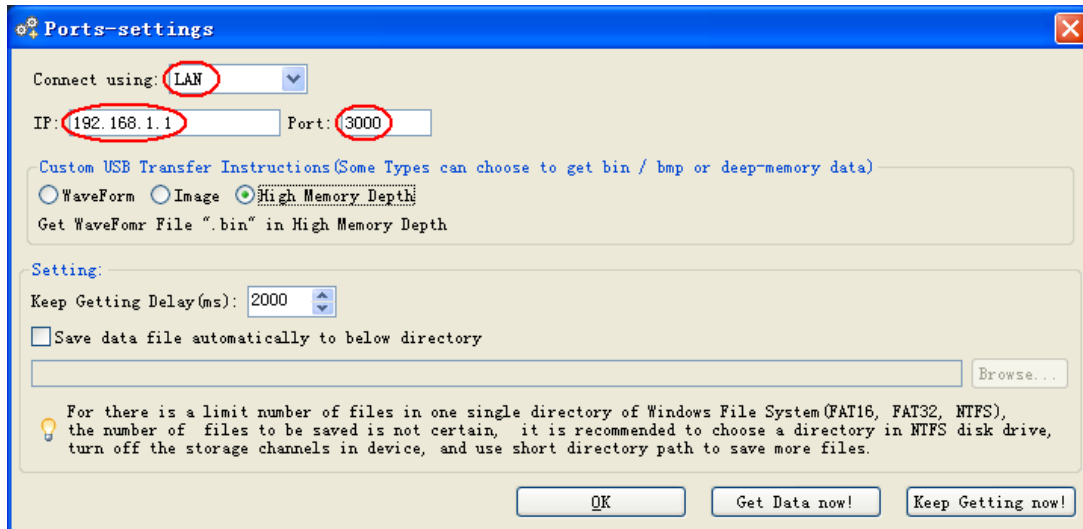 Ports-settings
Connect using: LAN
IP: 192.168.1.1 Port: 3000
Custom USB Transfer Instructions(Some Types can choose to get bin / bmp or deep-memory data)
WaveForm Image High Memory Depth
Get WaveFomr File ".bin" in High Memory Depth
Setting:
Keep Getting Delay(ms): 2000
Save data file automatically to below directory
Browse...
For there is a limit number of files in one single directory of Windows File System(FAT16, FAT32, NTFS),
the number of files to be saved is not certain, it is recommended to choose a directory in NTFS disk drive,
turn off the storage channels in device, and use short directory path to save more files.
OK Get Data now! Keep Getting now!